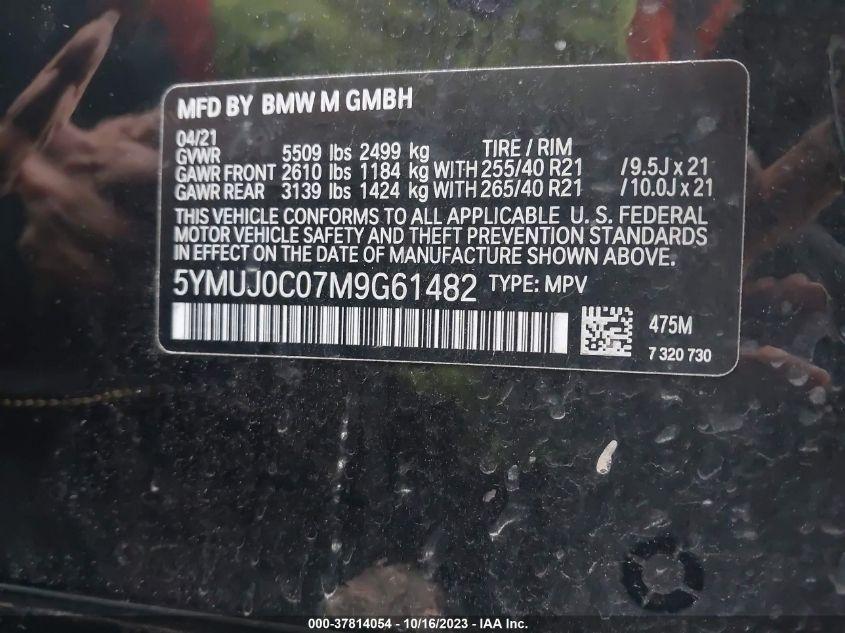 MFD BY BMW M GMBH
04/21
GVWR 5509 lbs 2499 kg TIRE / RIM
GAWR FRONT 2610 lbs 1184 kg WITH 255/40 R21 /9.5J x 21
GAWR REAR 3139 lbs 1424 kg WITH 265/40 R21 /10.0J x 21
THIS VEHICLE CONFORMS TO ALL APPLICABLE U. S. FEDERAL
MOTOR VEHICLE SAFETY AND THEFT PREVENTION STANDARDS
IN EFFECT ON THE DATE OF MANUFACTURE SHOWN ABOVE.
5YMUJ0C07M9G61482 TYPE: MPV
475M
7 320 730
000-37814054 - 10/16/2023 - IAA Inc.